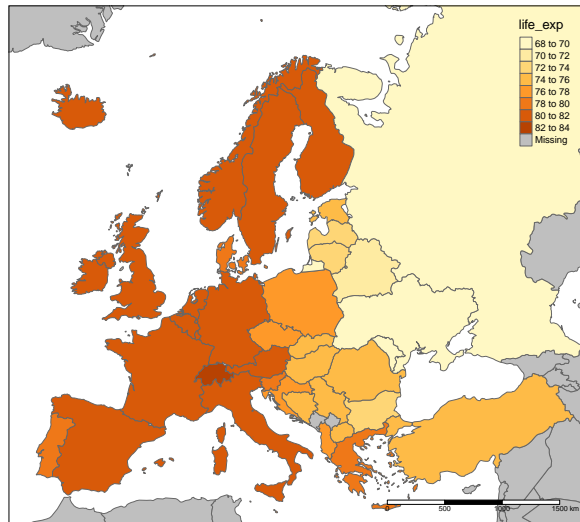 life_exp
68 to 70
70 to 72
72 to 74
74 to 76
76 to 78
78 to 80
80 to 82
82 to 84
Missing
0 500 1000 1500 km